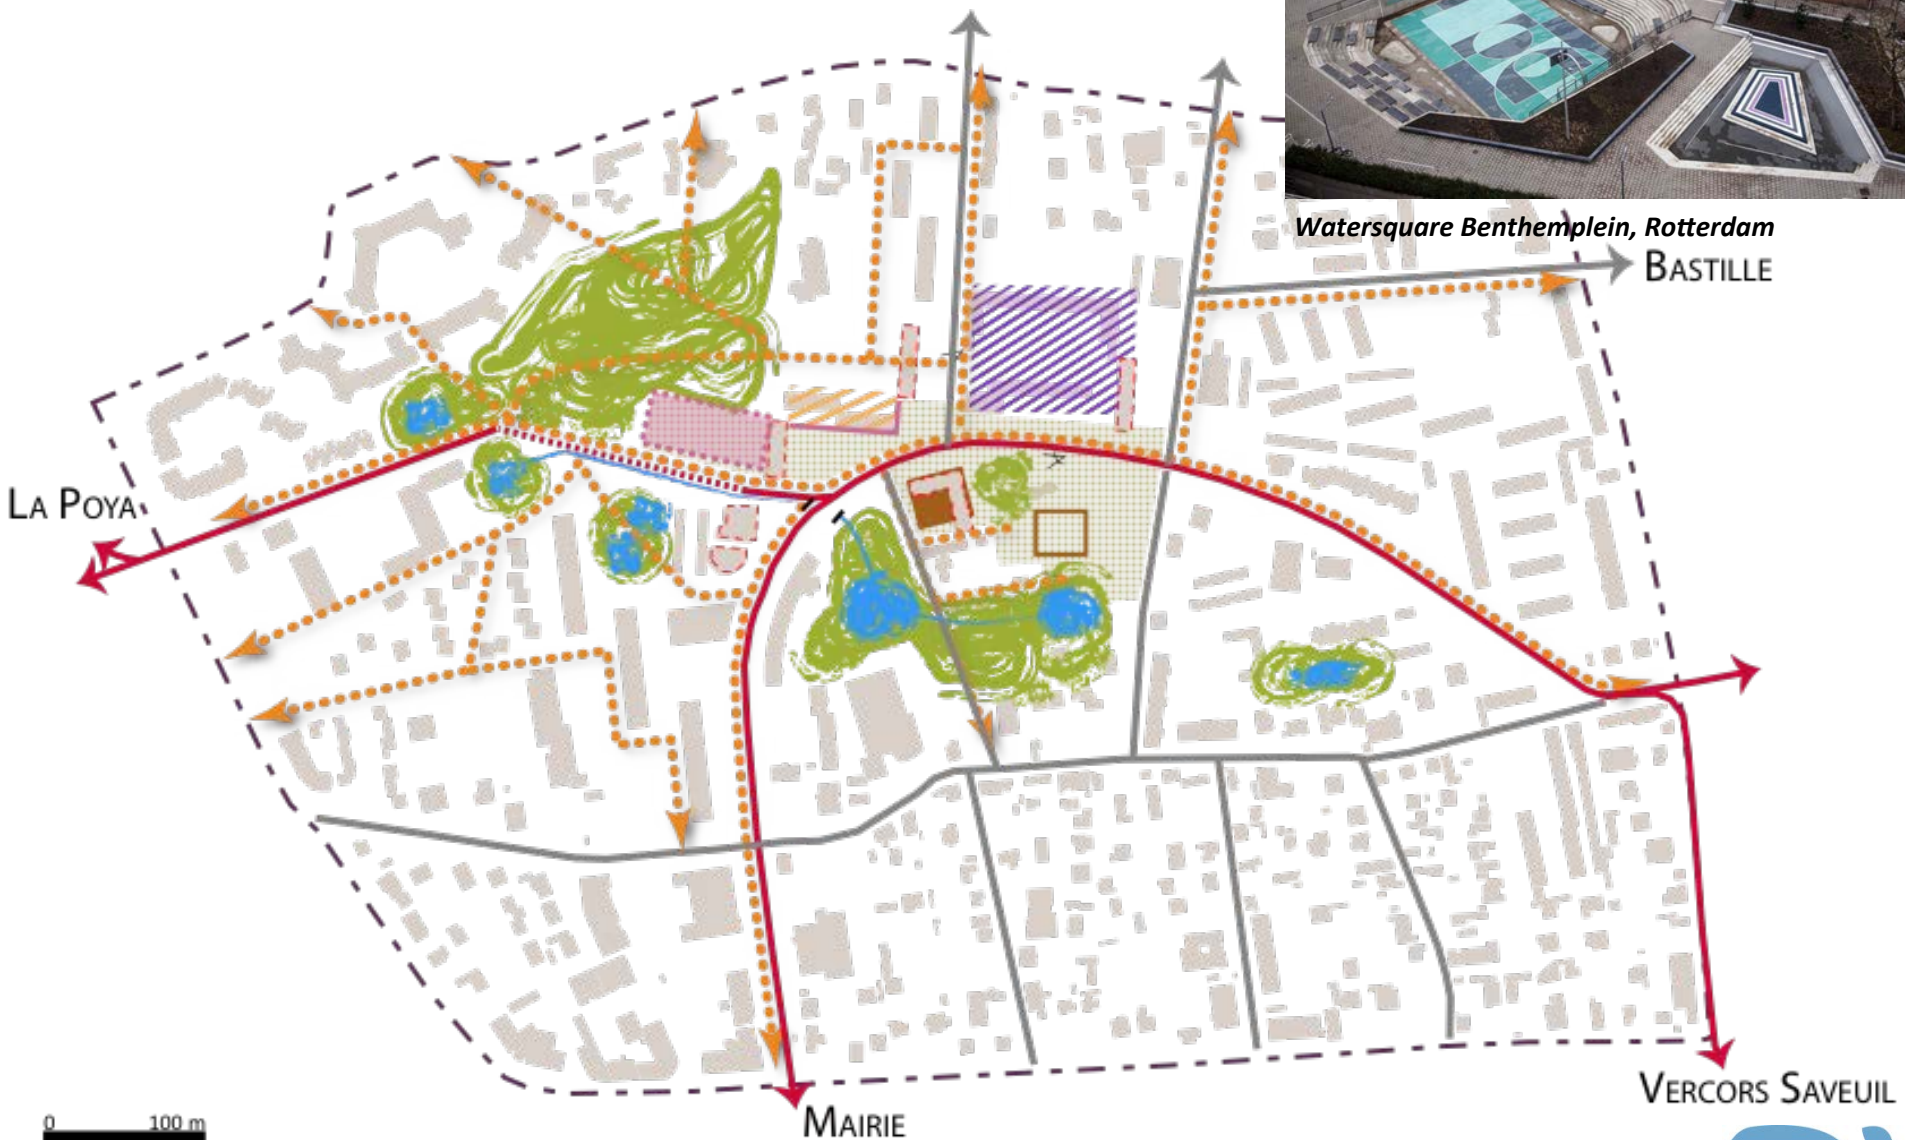 Watersquare Benthemplein, Rotterdam
BASTILLE
LA POYA
VERCORS SAVEUIL
MAIRIE
0 100 m